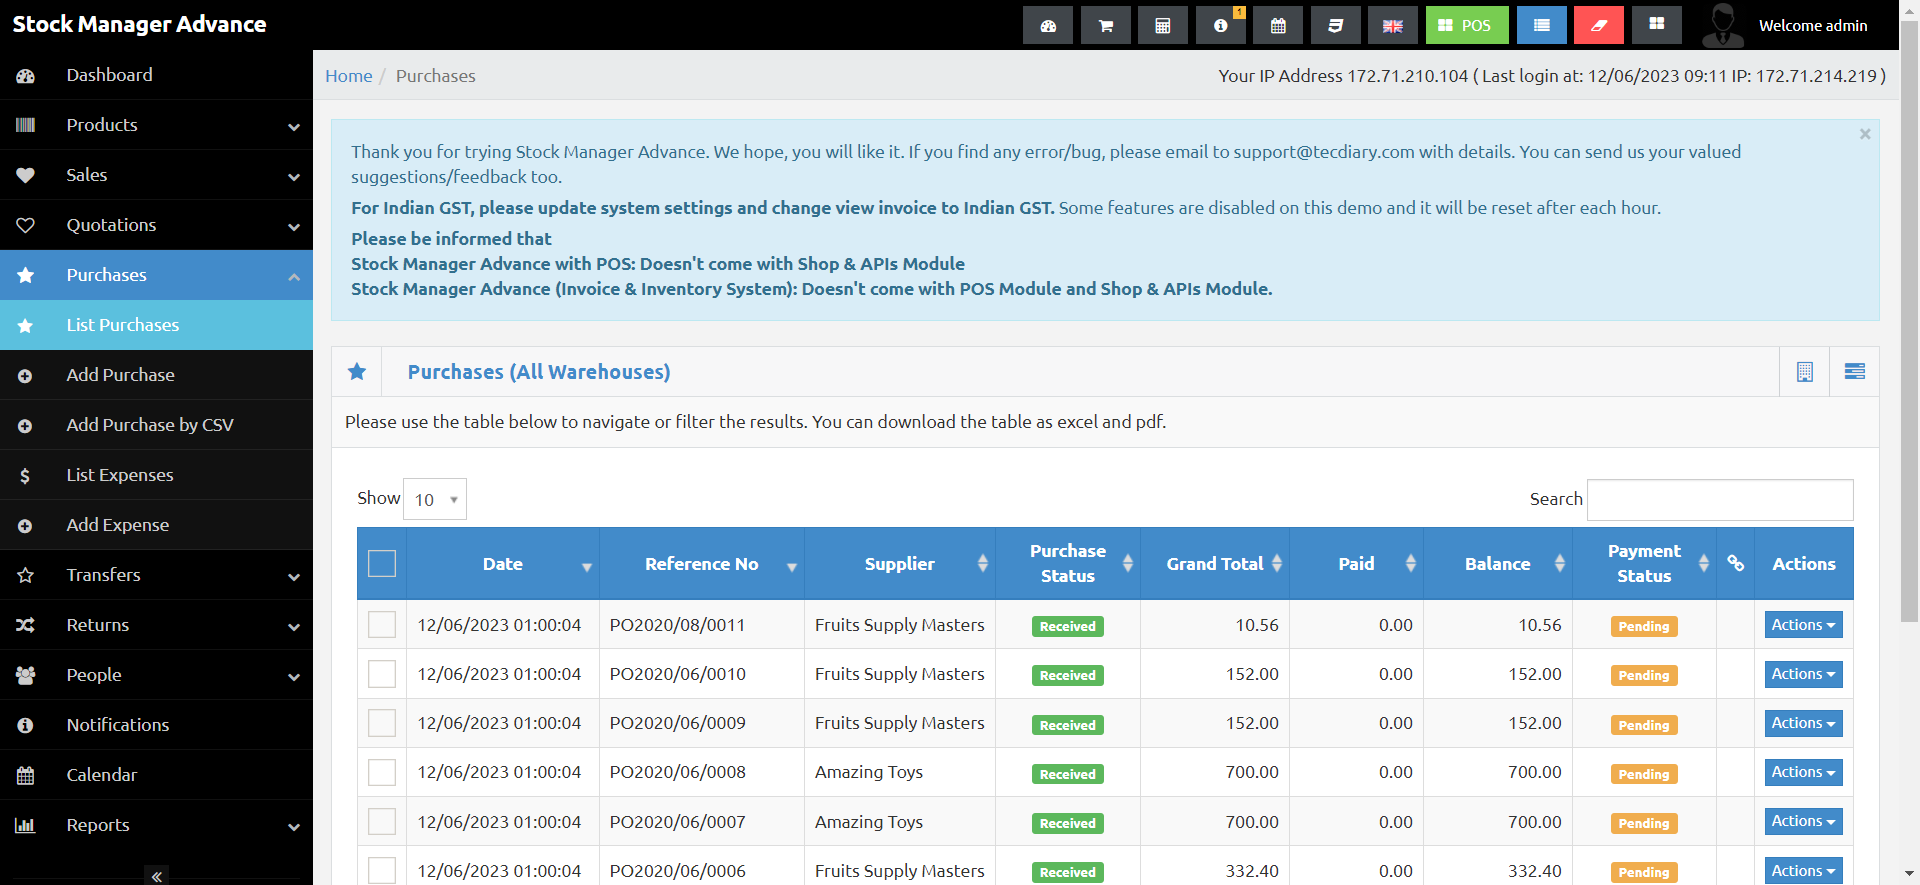 Stock Manager Advance
1
POS
Welcome admin
Home / Purchases
Your IP Address 172.71.210.104 ( Last login at: 12/06/2023 09:11 IP: 172.71.214.219 )
Dashboard
Products
Sales
Quotations
Purchases
List Purchases
Add Purchase
Add Purchase by CSV
List Expenses
Add Expense
Transfers
Returns
People
Notifications
Calendar
Reports
«
×
Thank you for trying Stock Manager Advance. We hope, you will like it. If you find any error/bug, please email to support@tecdiary.com with details. You can send us your valued
suggestions/feedback too.
For Indian GST, please update system settings and change view invoice to Indian GST. Some features are disabled on this demo and it will be reset after each hour.
Please be informed that
Stock Manager Advance with POS: Doesn't come with Shop & APIs Module
Stock Manager Advance (Invoice & Inventory System): Doesn't come with POS Module and Shop & APIs Module.
Purchases (All Warehouses)
Please use the table below to navigate or filter the results. You can download the table as excel and pdf.
Show 10
Search
Date Reference No Supplier Purchase Status Grand Total Paid Balance Payment Status Actions
12/06/2023 01:00:04 PO2020/08/0011 Fruits Supply Masters Received 10.56 0.00 10.56 Pending Actions
12/06/2023 01:00:04 PO2020/06/0010 Fruits Supply Masters Received 152.00 0.00 152.00 Pending Actions
12/06/2023 01:00:04 PO2020/06/0009 Fruits Supply Masters Received 152.00 0.00 152.00 Pending Actions
12/06/2023 01:00:04 PO2020/06/0008 Amazing Toys Received 700.00 0.00 700.00 Pending Actions
12/06/2023 01:00:04 PO2020/06/0007 Amazing Toys Received 700.00 0.00 700.00 Pending Actions
12/06/2023 01:00:04 PO2020/06/0006 Fruits Supply Masters Received 332.40 0.00 332.40 Pending Actions